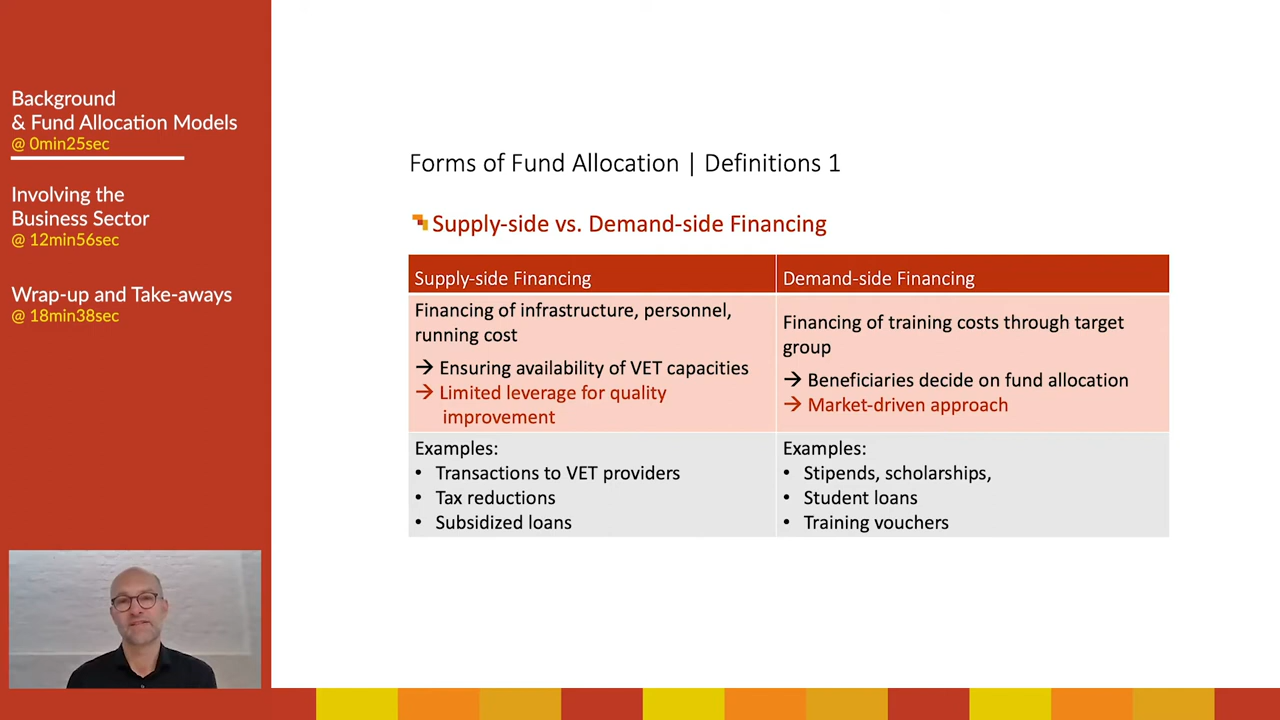 Background
& Fund Allocation Models
@ 0min25sec
Involving the
Business Sector
@ 12min56sec
Wrap-up and Take-aways
@ 18min38sec
Forms of Fund Allocation | Definitions 1
Supply-side vs. Demand-side Financing
Supply-side Financing
Financing of infrastructure, personnel,
running cost
→ Ensuring availability of VET capacities
→ Limited leverage for quality
improvement
Examples:
• Transactions to VET providers
• Tax reductions
• Subsidized loans
Demand-side Financing
Financing of training costs through target
group
→ Beneficiaries decide on fund allocation
→ Market-driven approach
Examples:
• Stipends, scholarships,
• Student loans
• Training vouchers